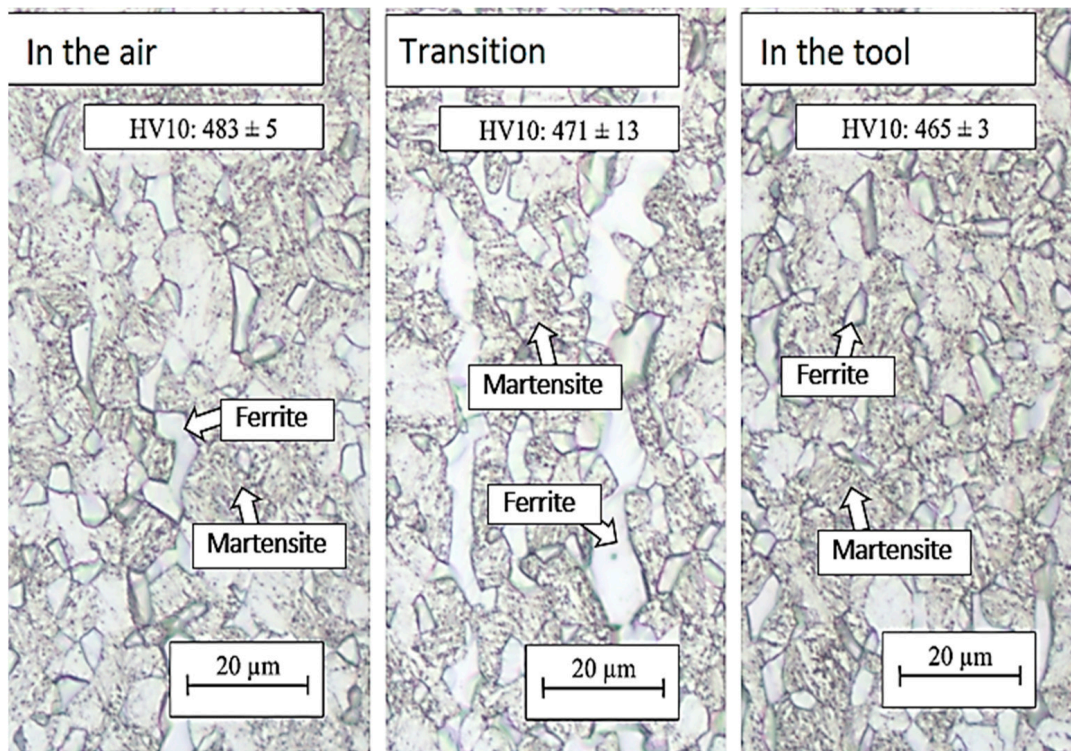 In the air
HV10: 483 ± 5
Ferrite
Martensite
20 µm
Transition
HV10: 471 ± 13
Martensite
Ferrite
20 µm
In the tool
HV10: 465 ± 3
Ferrite
Martensite
20 µm